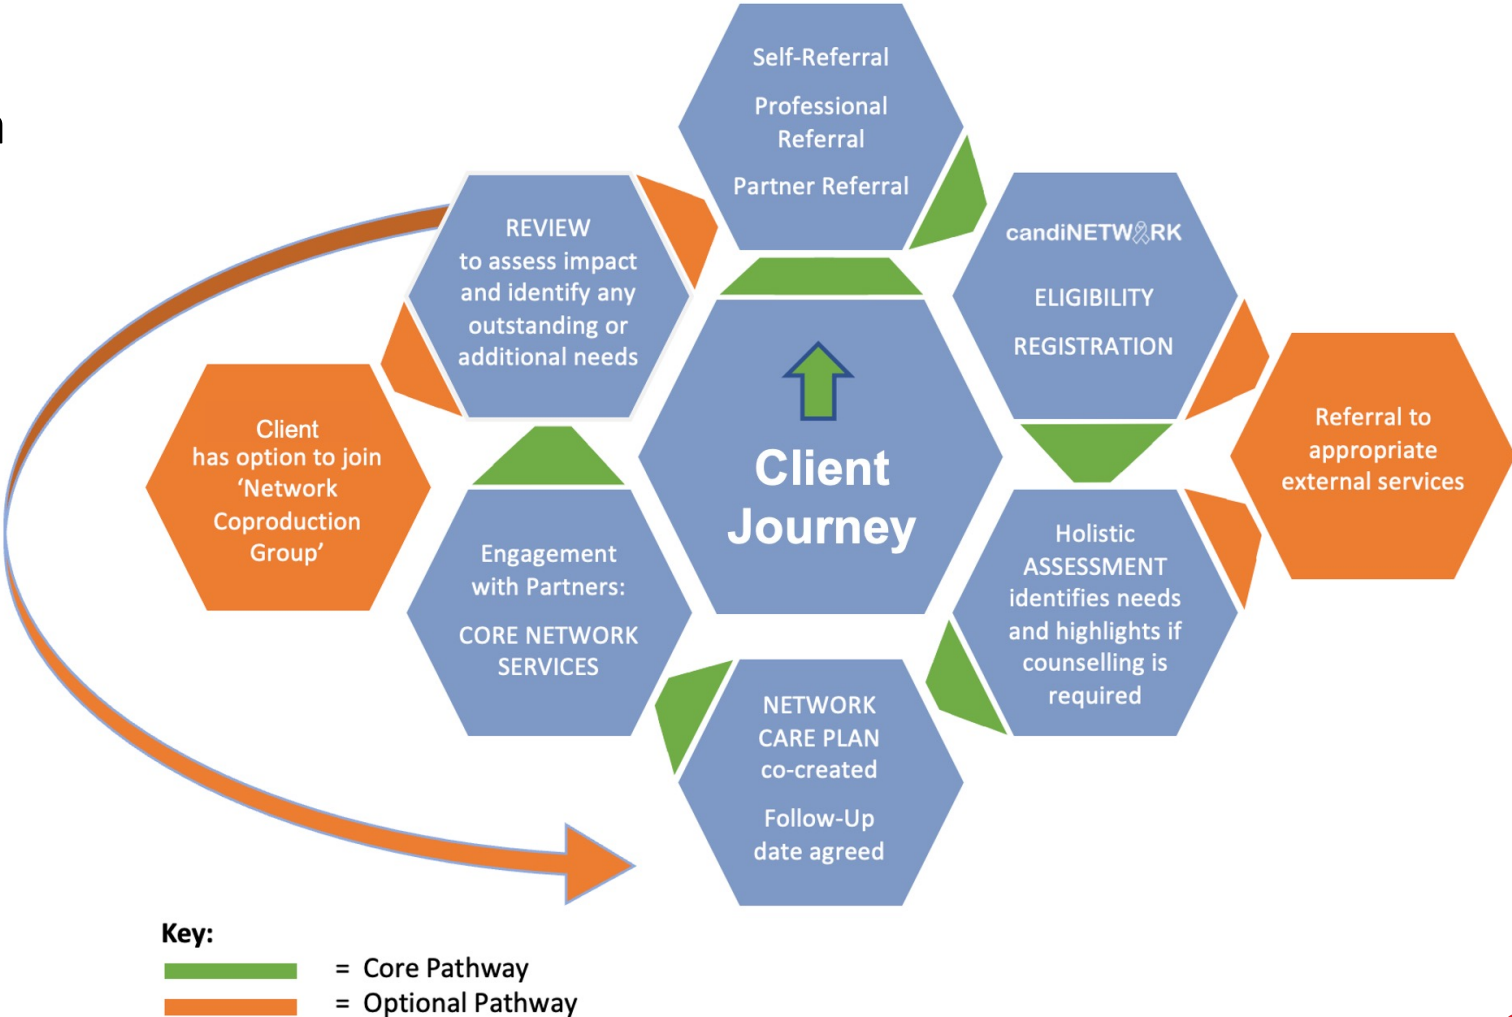 Self-Referral
Professional
Referral
Partner Referral
REVIEW
to assess impact
and identify any
outstanding or
additional needs
candiNETWORK
ELIGIBILITY
REGISTRATION
Client
has option to join
‘Network
Coproduction
Group’
Client
Journey
Referral to
appropriate
external services
Engagement
with Partners:
CORE NETWORK
SERVICES
Holistic
ASSESSMENT
identifies needs
and highlights if
counselling is
required
NETWORK
CARE PLAN
co-created
Follow-Up
date agreed
Key:
= Core Pathway
= Optional Pathway